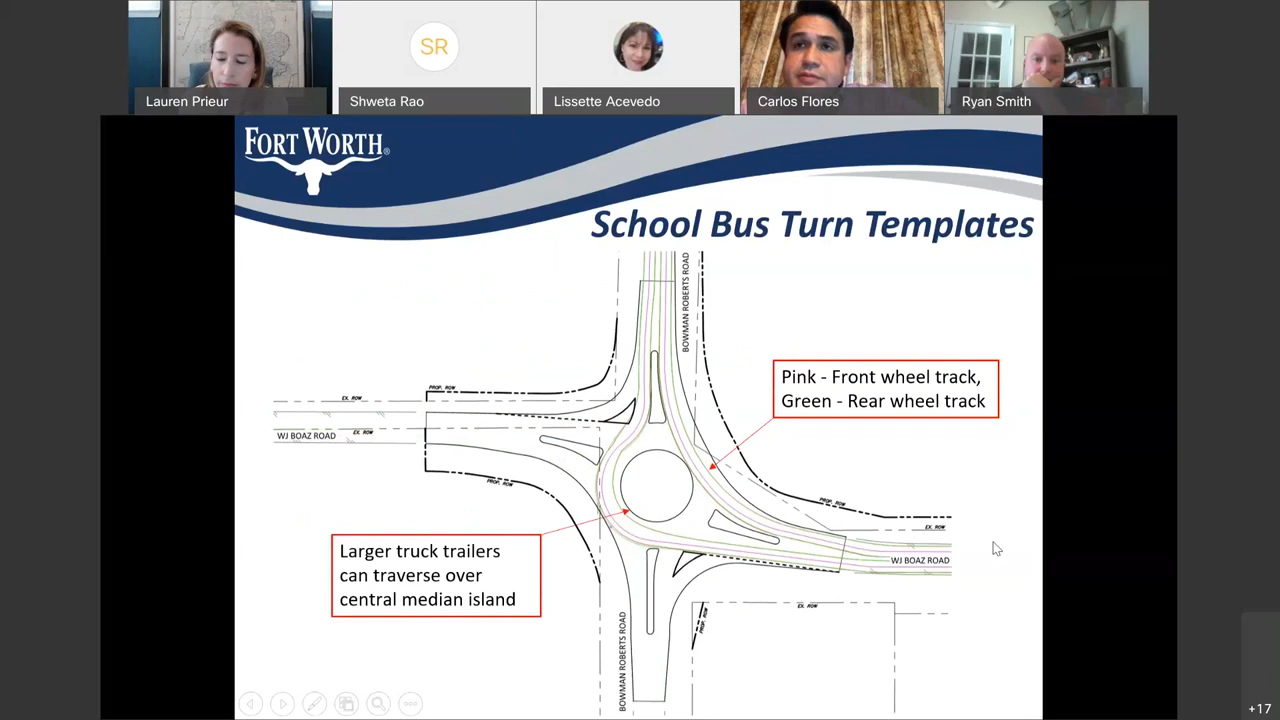 SR
Lauren Prieur
Shweta Rao
Lissette Acevedo
Carlos Flores
Ryan Smith
FORT WORTH®
School Bus Turn Templates
BOWMAN ROBERTS ROAD
Pink - Front wheel track,
Green - Rear wheel track
PROP. ROW
EX. ROW
EX. ROW
WJ BOAZ ROAD
PROP. ROW
PROP. ROW
EX. ROW
Larger truck trailers
can traverse over
central median island
WJ BOAZ ROAD
EX. ROW
PROP. ROW
BOWMAN ROBERTS ROAD
+17